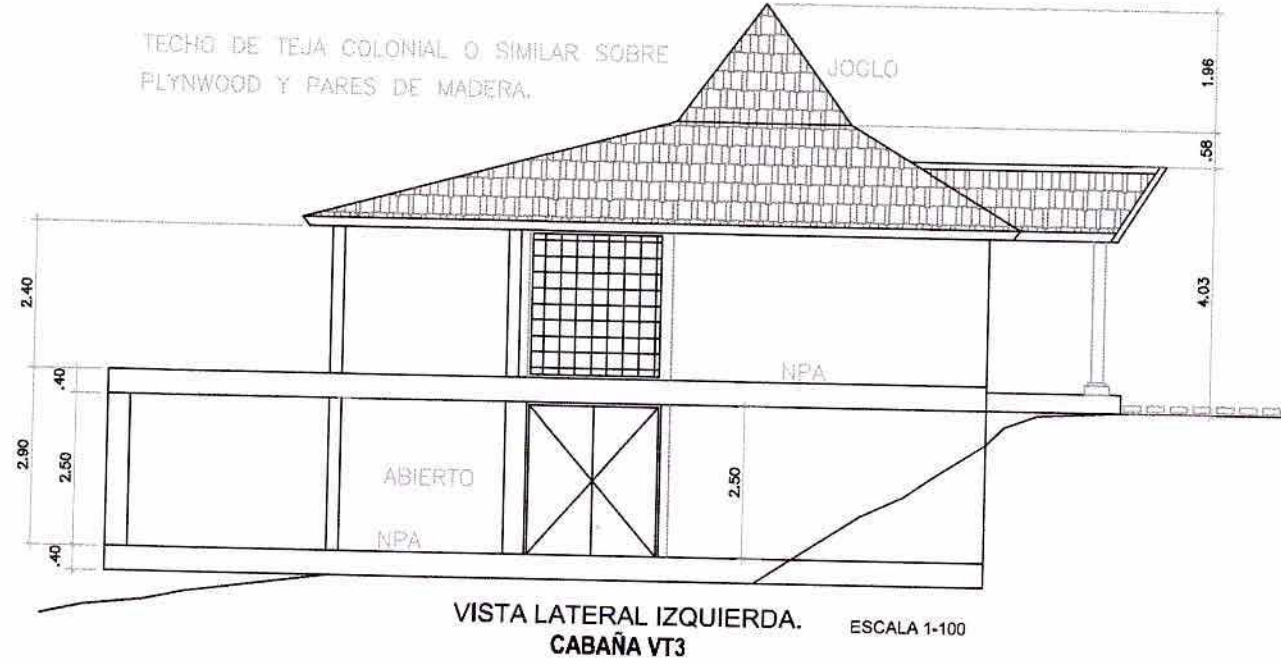 TECHO DE TEJA COLONIAL O SIMILAR SOBRE
PLYNWOOD Y PARES DE MADERA.
JOGLO
1.96
.58
4.03
2.40
.40
2.90
2.50
.40
NPA
ABIERTO
2.50
NPA
VISTA LATERAL IZQUIERDA.
ESCALA 1-100
CABAÑA VT3